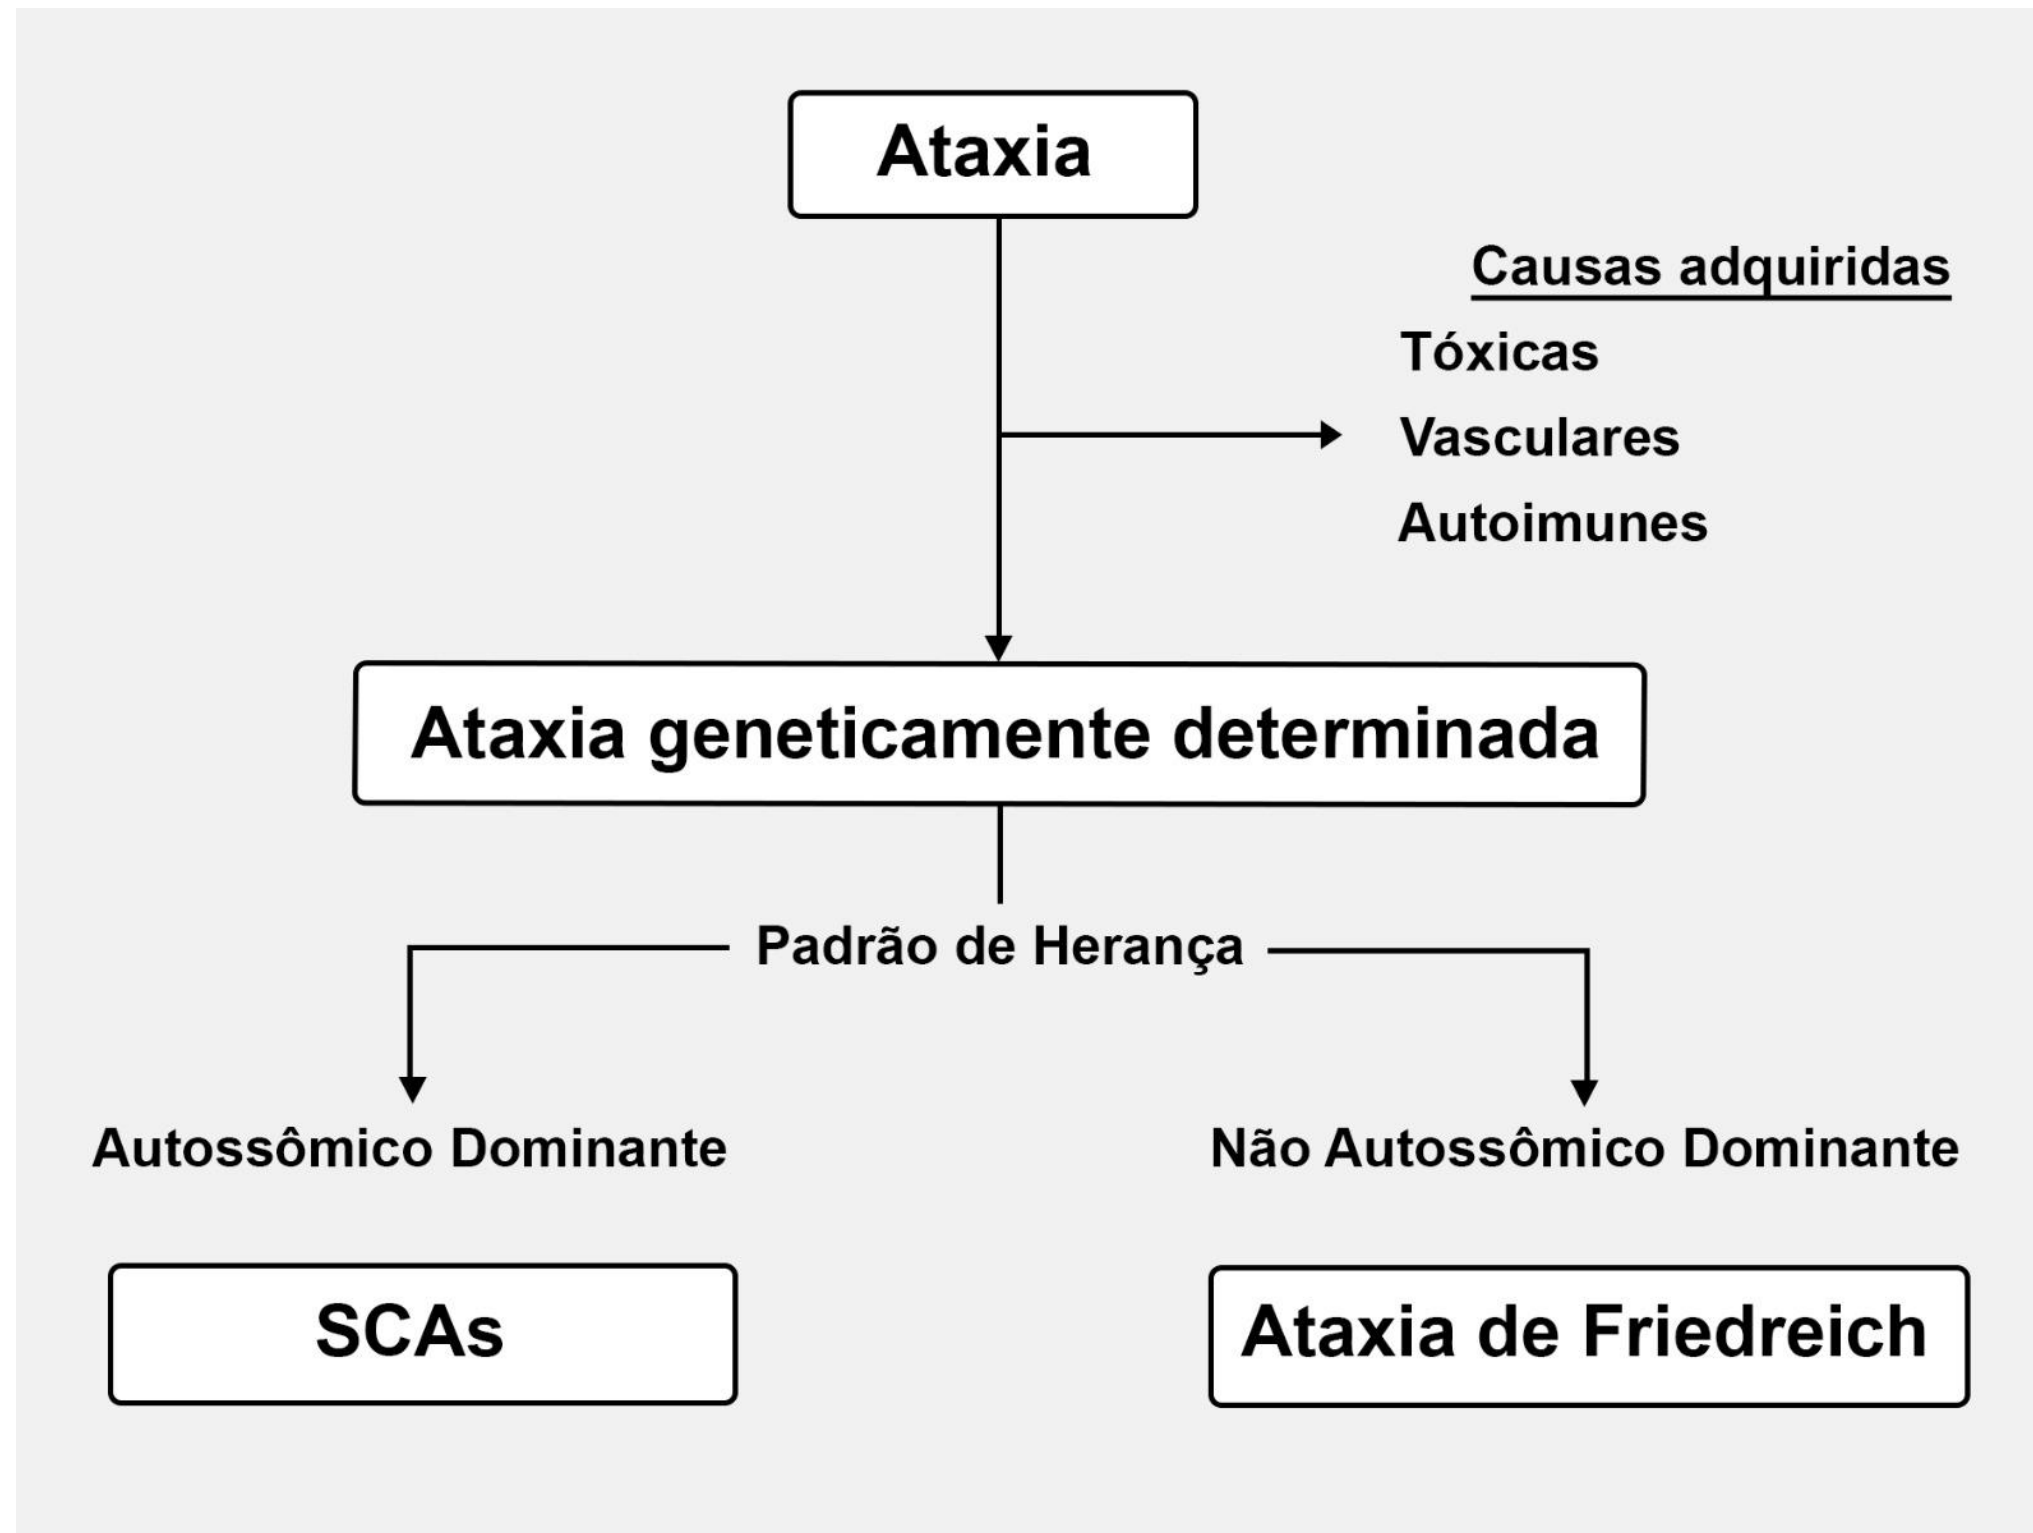 Ataxia
Causas adquiridas
Tóxicas
Vasculares
Autoimunes
Ataxia geneticamente determinada
Padrão de Herança
Autossômico Dominante
Não Autossômico Dominante
SCAs
Ataxia de Friedreich